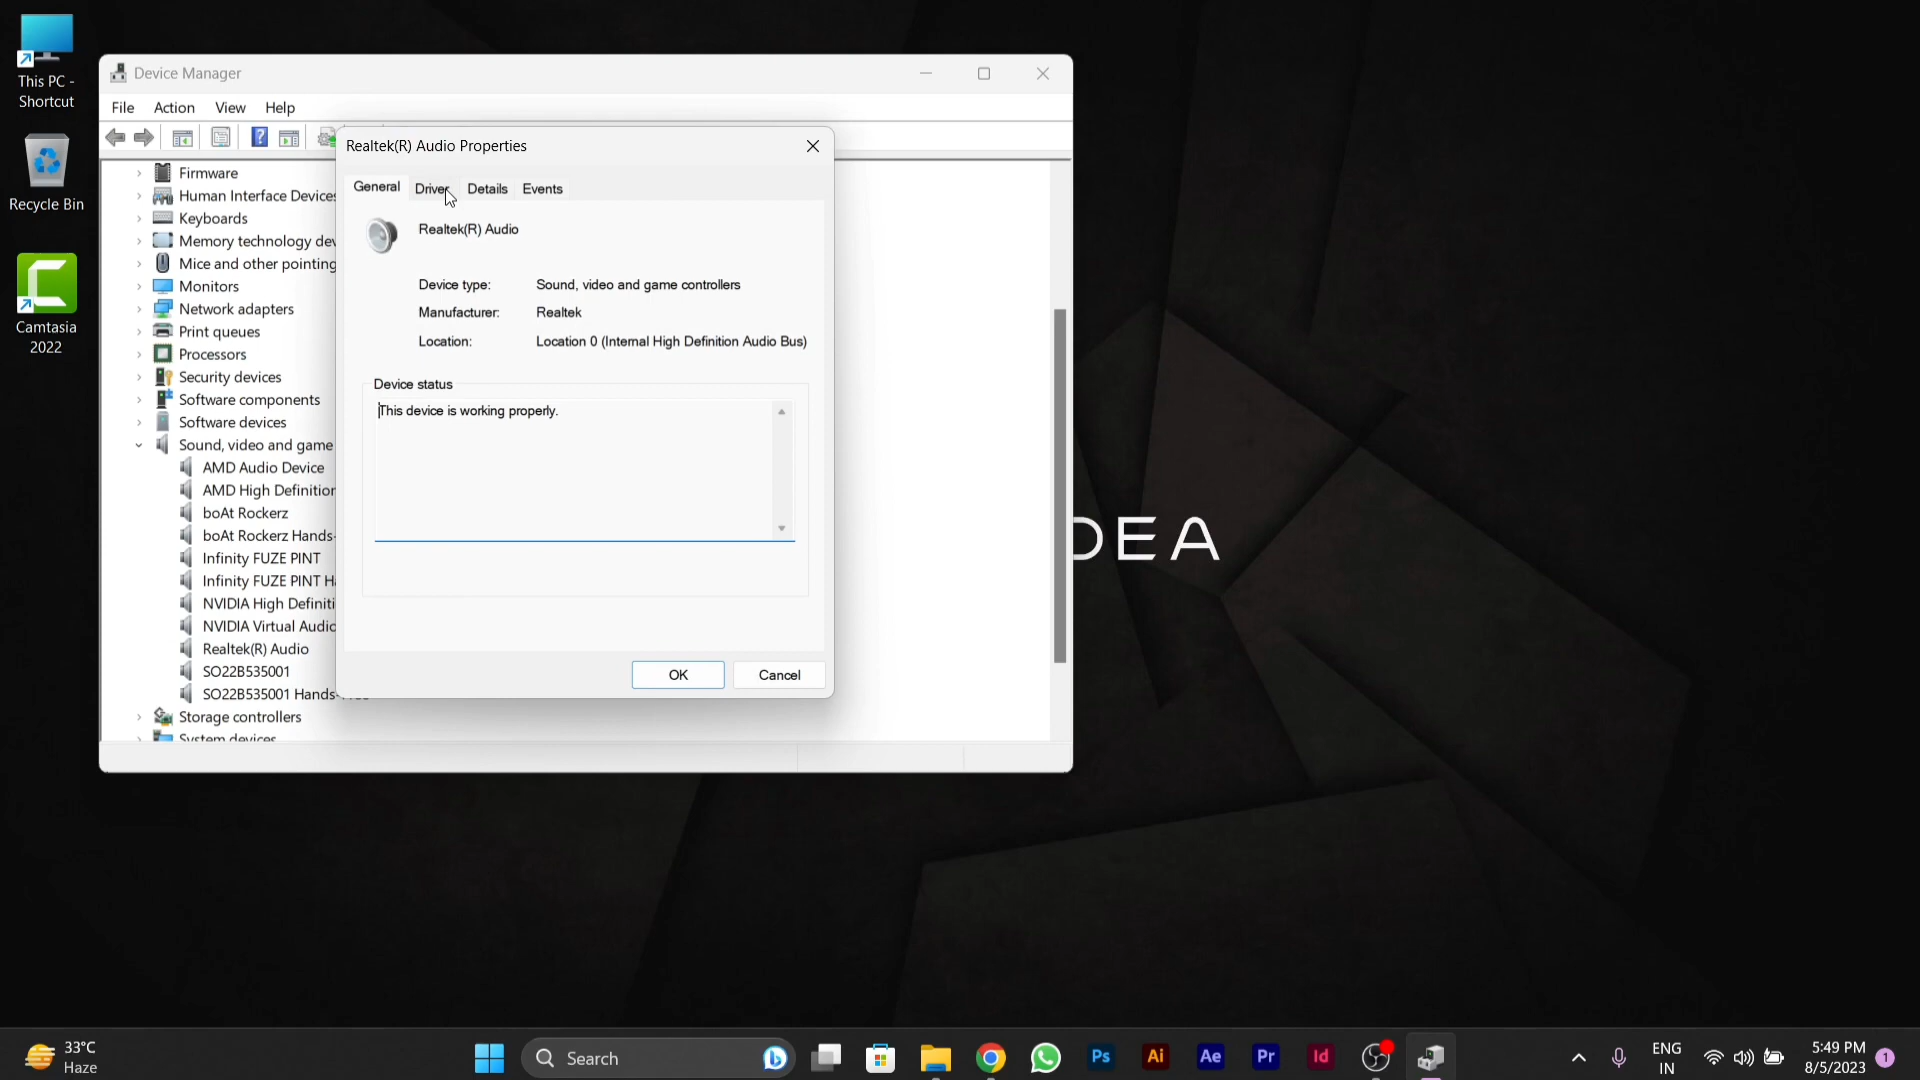 This PC -
Shortcut
Recycle Bin
Camtasia
2022
Device Manager
File Action View Help
Firmware
Human Interface Devices
Keyboards
Memory technology dev
Mice and other pointing
Monitors
Network adapters
Print queues
Processors
Security devices
Software components
Software devices
Sound, video and game
AMD Audio Device
AMD High Definition
boAt Rockerz
boAt Rockerz Hands-
Infinity FUZE PINT
Infinity FUZE PINT H
NVIDIA High Definiti
NVIDIA Virtual Audio
Realtek(R) Audio
SO22B535001
SO22B535001 Hands-
Storage controllers
System devices
Realtek(R) Audio Properties
General Driver Details Events
Realtek(R) Audio
Device type: Sound, video and game controllers
Manufacturer: Realtek
Location: Location 0 (Internal High Definition Audio Bus)
Device status
This device is working properly.
OK Cancel
DEA
33°C
Haze
Search
Ps Ai Ae Pr Id
ENG
IN
5:49 PM
8/5/2023
1